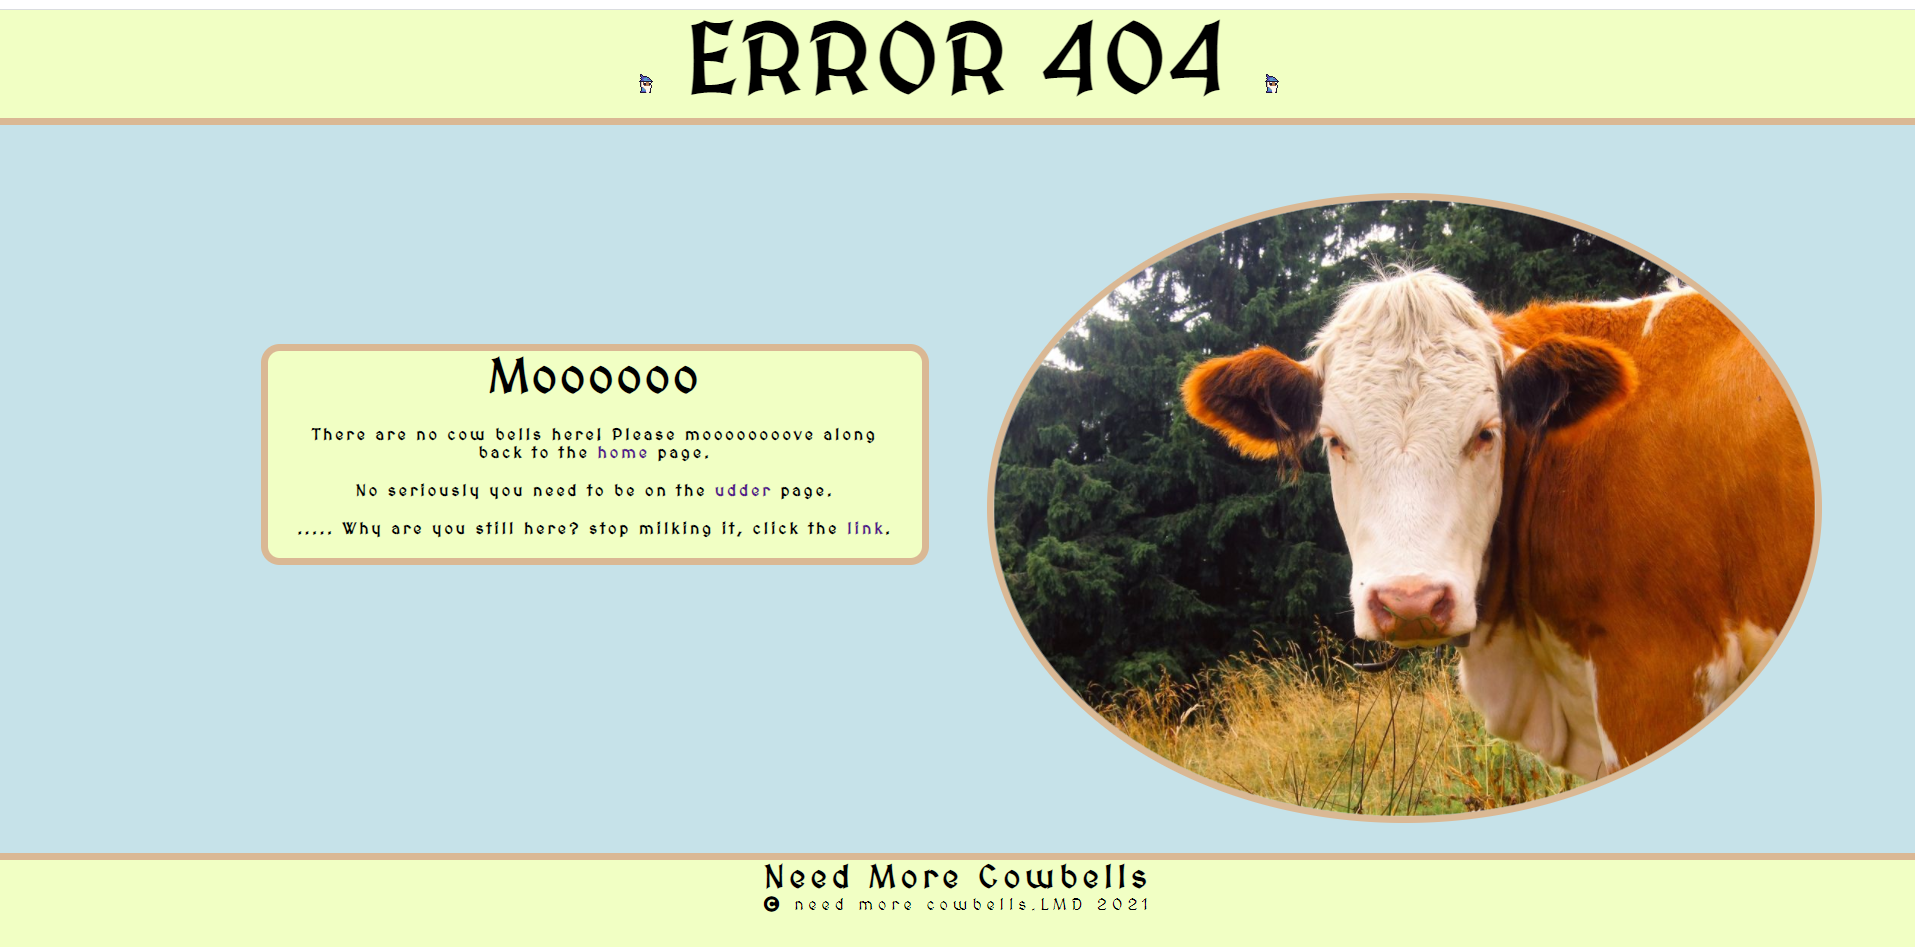 ERROR 404
Moooooo
There are no cow bells here! Please moooooooove along
back to the home page.
No seriously you need to be on the udder page.
..... Why are you still here? stop milking it, click the link.
Need More Cowbells
© need more cowbells.LMD 2021